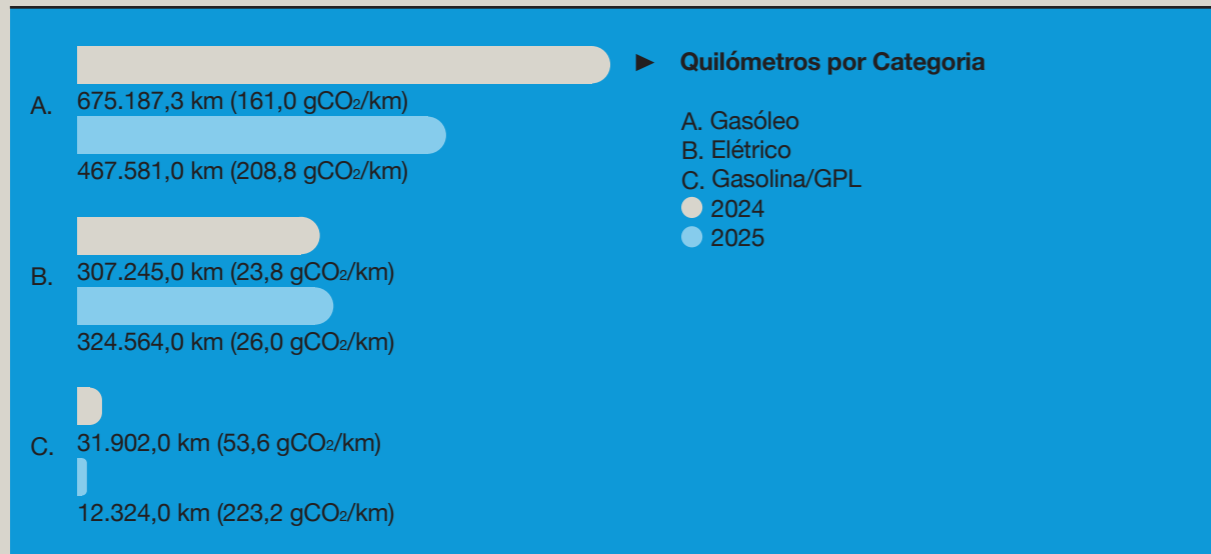 A. 675.187,3 km (161,0 gCO₂/km)
467.581,0 km (208,8 gCO₂/km)
B. 307.245,0 km (23,8 gCO₂/km)
324.564,0 km (26,0 gCO₂/km)
C. 31.902,0 km (53,6 gCO₂/km)
12.324,0 km (223,2 gCO₂/km)
► Quilómetros por Categoria
A. Gasóleo
B. Elétrico
C. Gasolina/GPL
2024
2025